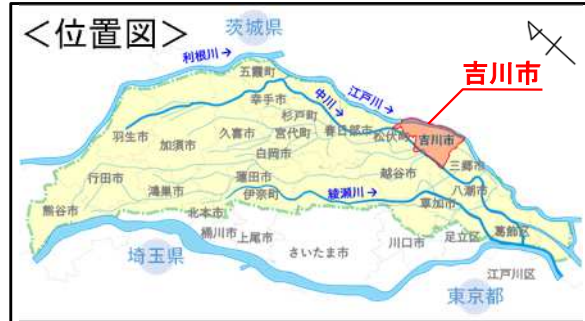 <位置図>
茨城県
利根川→
五霞町
江戸川→
吉川市
幸手市
中川→
杉戸町
羽生市
加須市
久喜市
宮代町
春日部市
松伏町
吉川市
白岡市
三郷市
行田市
蓮田市
越谷市
鴻巣市
伊奈町
綾瀬川→
八潮市
熊谷市
北本市
草加市
桶川市
上尾市
さいたま市
川口市
足立区
葛飾区
埼玉県
江戸川区
東京都